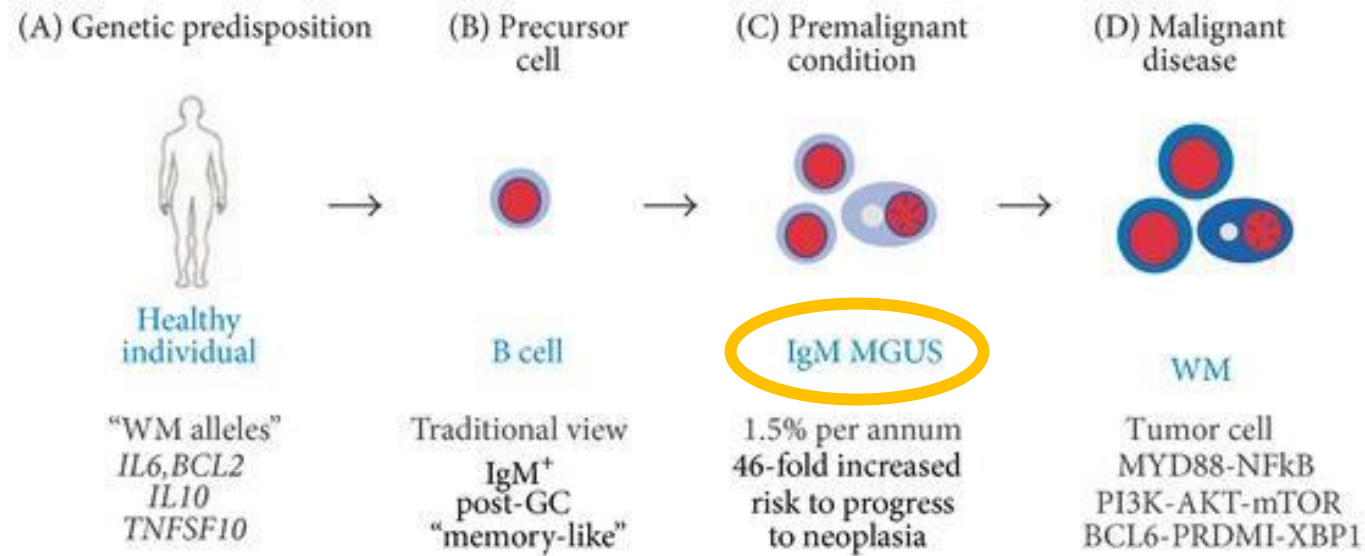 (A) Genetic predisposition
Healthy
individual
“WM alleles”
IL6,BCL2
IL10
TNFSF10
(B) Precursor
cell
B cell
Traditional view
IgM⁺
post-GC
“memory-like”
(C) Premalignant
condition
IgM MGUS
1.5% per annum
46-fold increased
risk to progress
to neoplasia
(D) Malignant
disease
WM
Tumor cell
MYD88-NFkB
PI3K-AKT-mTOR
BCL6-PRDMI-XBP1